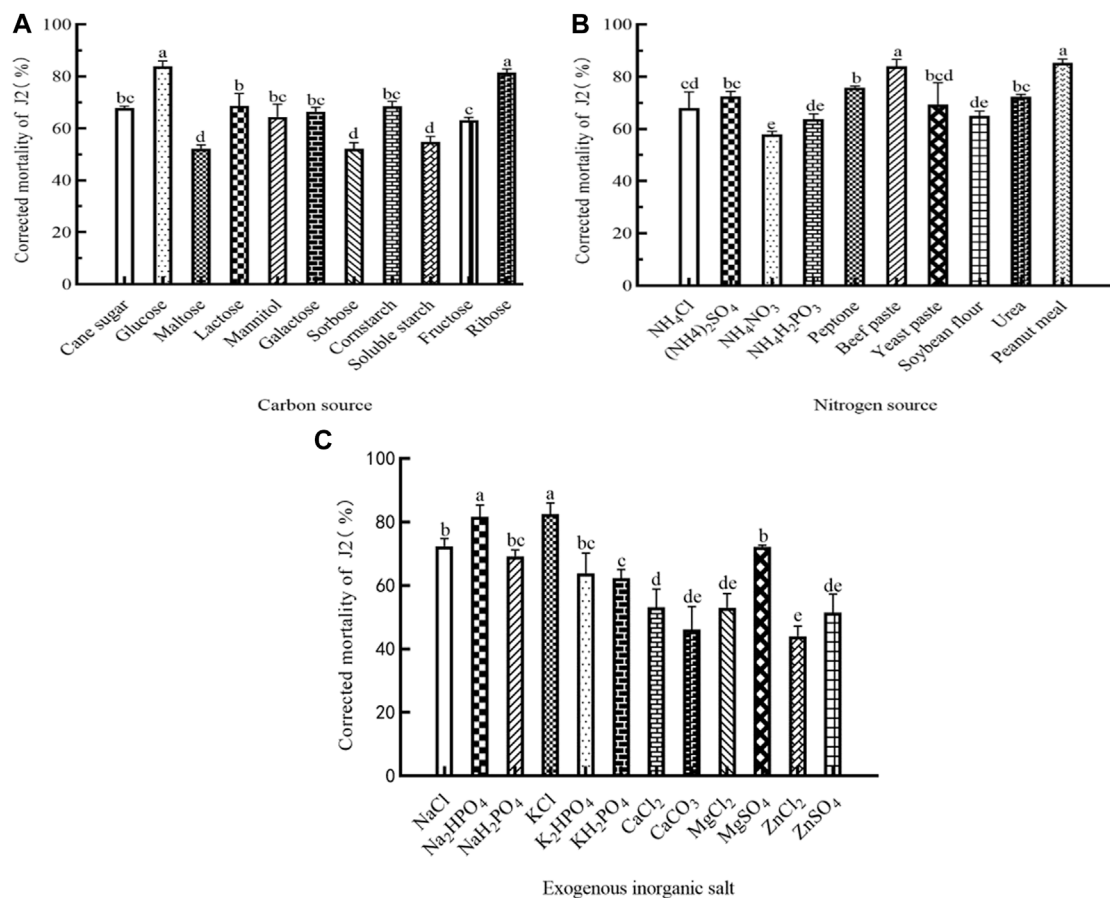 A
Corrected mortality of J2(%)
100
80
60
40
20
0
bc
a
d
b
bc
bc
d
bc
d
c
a
Cane sugar
Glucose
Maltose
Lactose
Mannitol
Galactose
Sorbose
Cornstarch
Soluble starch
Fructose
Ribose
Carbon source
B
Corrected mortality of J2(%)
100
80
60
40
20
0
cd
bc
e
de
b
a
bcd
de
bc
a
NH₄Cl
(NH4)₂SO₄
NH₄NO₃
NH₄H₂PO₃
Peptone
Beef paste
Yeast paste
Soybean flour
Urea
Peanut meal
Nitrogen source
C
Corrected mortality of J2(%)
100
80
60
40
20
0
b
a
bc
a
bc
c
d
de
de
b
e
de
NaCl
Na₂HPO₄
NaH₂PO₄
KCl
K₂HPO₄
KH₂PO₄
CaCl₂
CaCO₃
MgCl₂
MgSO₄
ZnCl₂
ZnSO₄
Exogenous inorganic salt